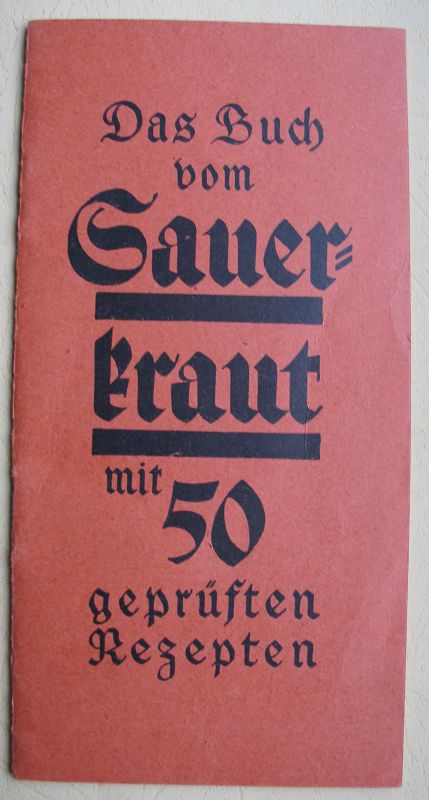 Das Buch
vom
Sauer=
kraut
mit
50
geprüften
Rezepten